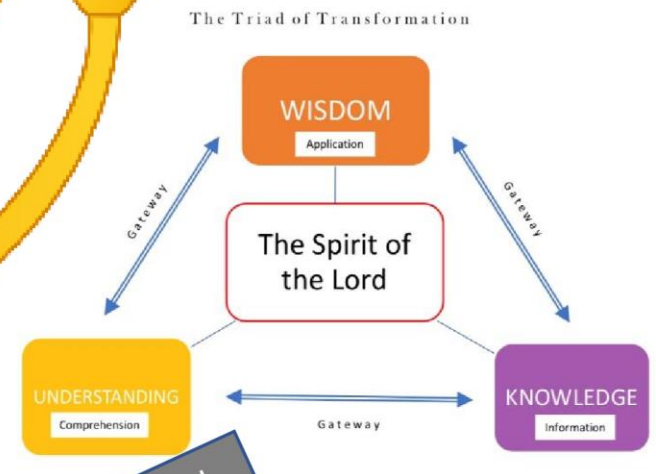 The Triad of Transformation
WISDOM
Application
Gateway
Gateway
The Spirit of
the Lord
UNDERSTANDING
Comprehension
KNOWLEDGE
Information
Gateway